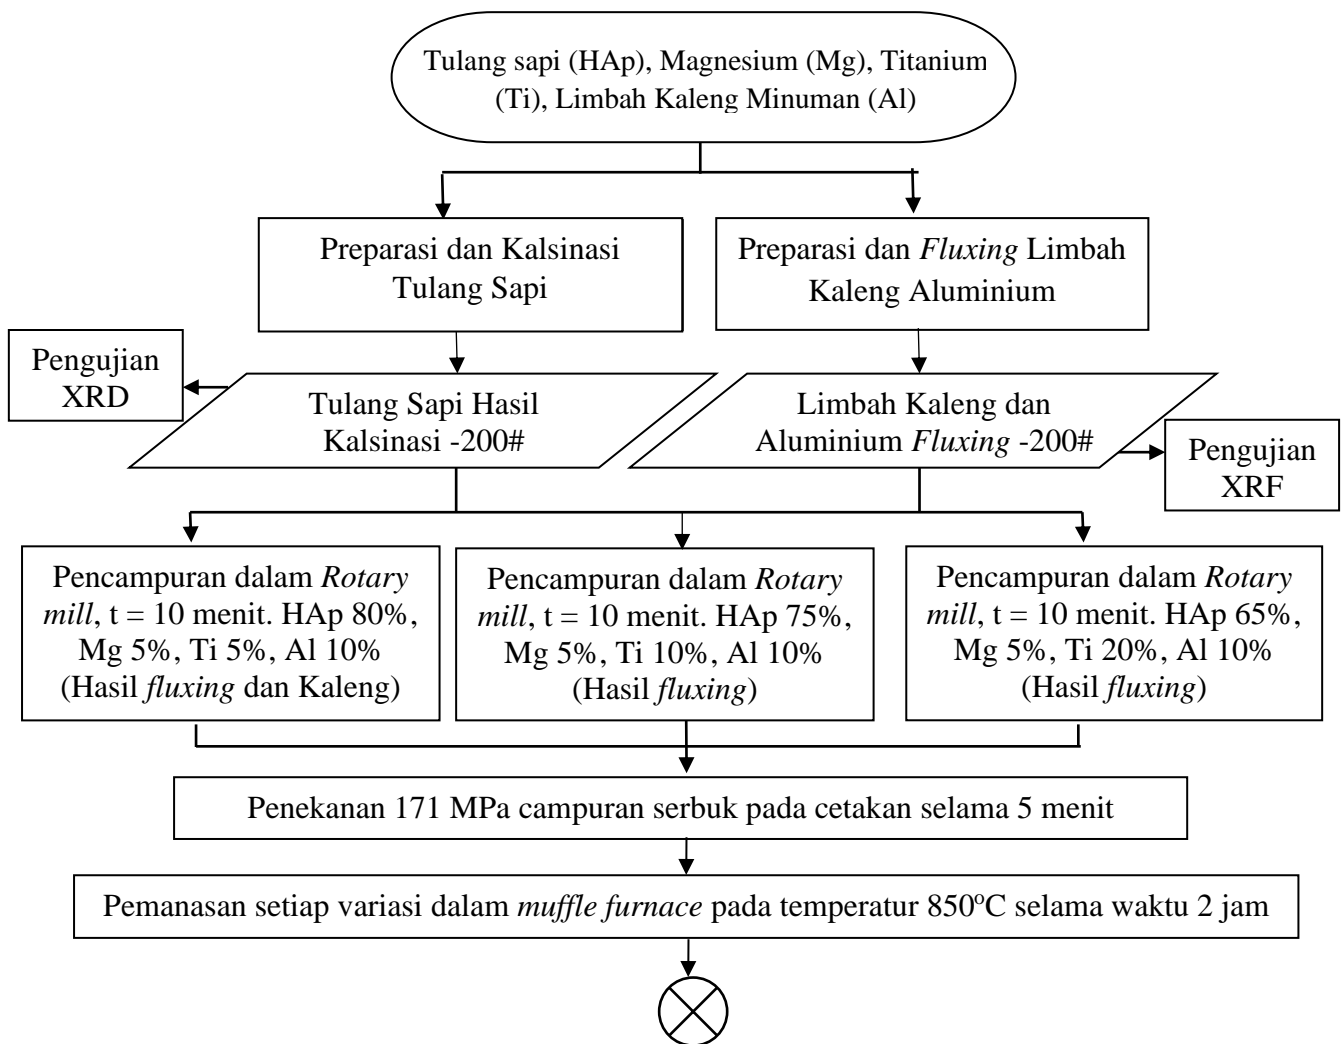 Tulang sapi (HAp), Magnesium (Mg), Titanium
(Ti), Limbah Kaleng Minuman (Al)
Preparasi dan Kalsinasi
Tulang Sapi
Preparasi dan Fluxing Limbah
Kaleng Aluminium
Pengujian
XRD
Tulang Sapi Hasil
Kalsinasi -200#
Limbah Kaleng dan
Aluminium Fluxing -200#
Pengujian
XRF
Pencampuran dalam Rotary
mill, t = 10 menit. HAp 80%,
Mg 5%, Ti 5%, Al 10%
(Hasil fluxing dan Kaleng)
Pencampuran dalam Rotary
mill, t = 10 menit. HAp 75%,
Mg 5%, Ti 10%, Al 10%
(Hasil fluxing)
Pencampuran dalam Rotary
mill, t = 10 menit. HAp 65%,
Mg 5%, Ti 20%, Al 10%
(Hasil fluxing)
Penekanan 171 MPa campuran serbuk pada cetakan selama 5 menit
Pemanasan setiap variasi dalam muffle furnace pada temperatur 850ºC selama waktu 2 jam